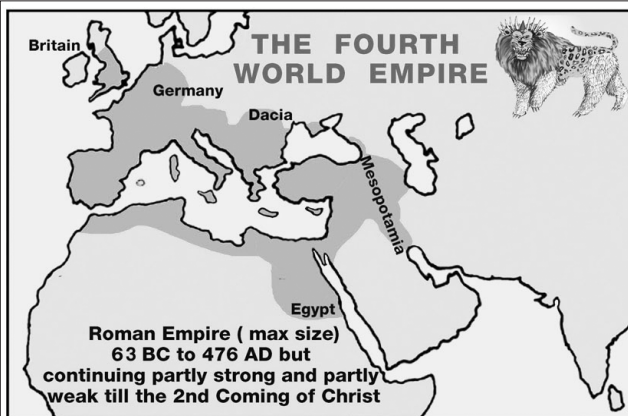 THE FOURTH
WORLD EMPIRE
Britain
Germany
Dacia
Mesopotamia
Egypt
Roman Empire ( max size)
63 BC to 476 AD but
continuing partly strong and partly
weak till the 2nd Coming of Christ